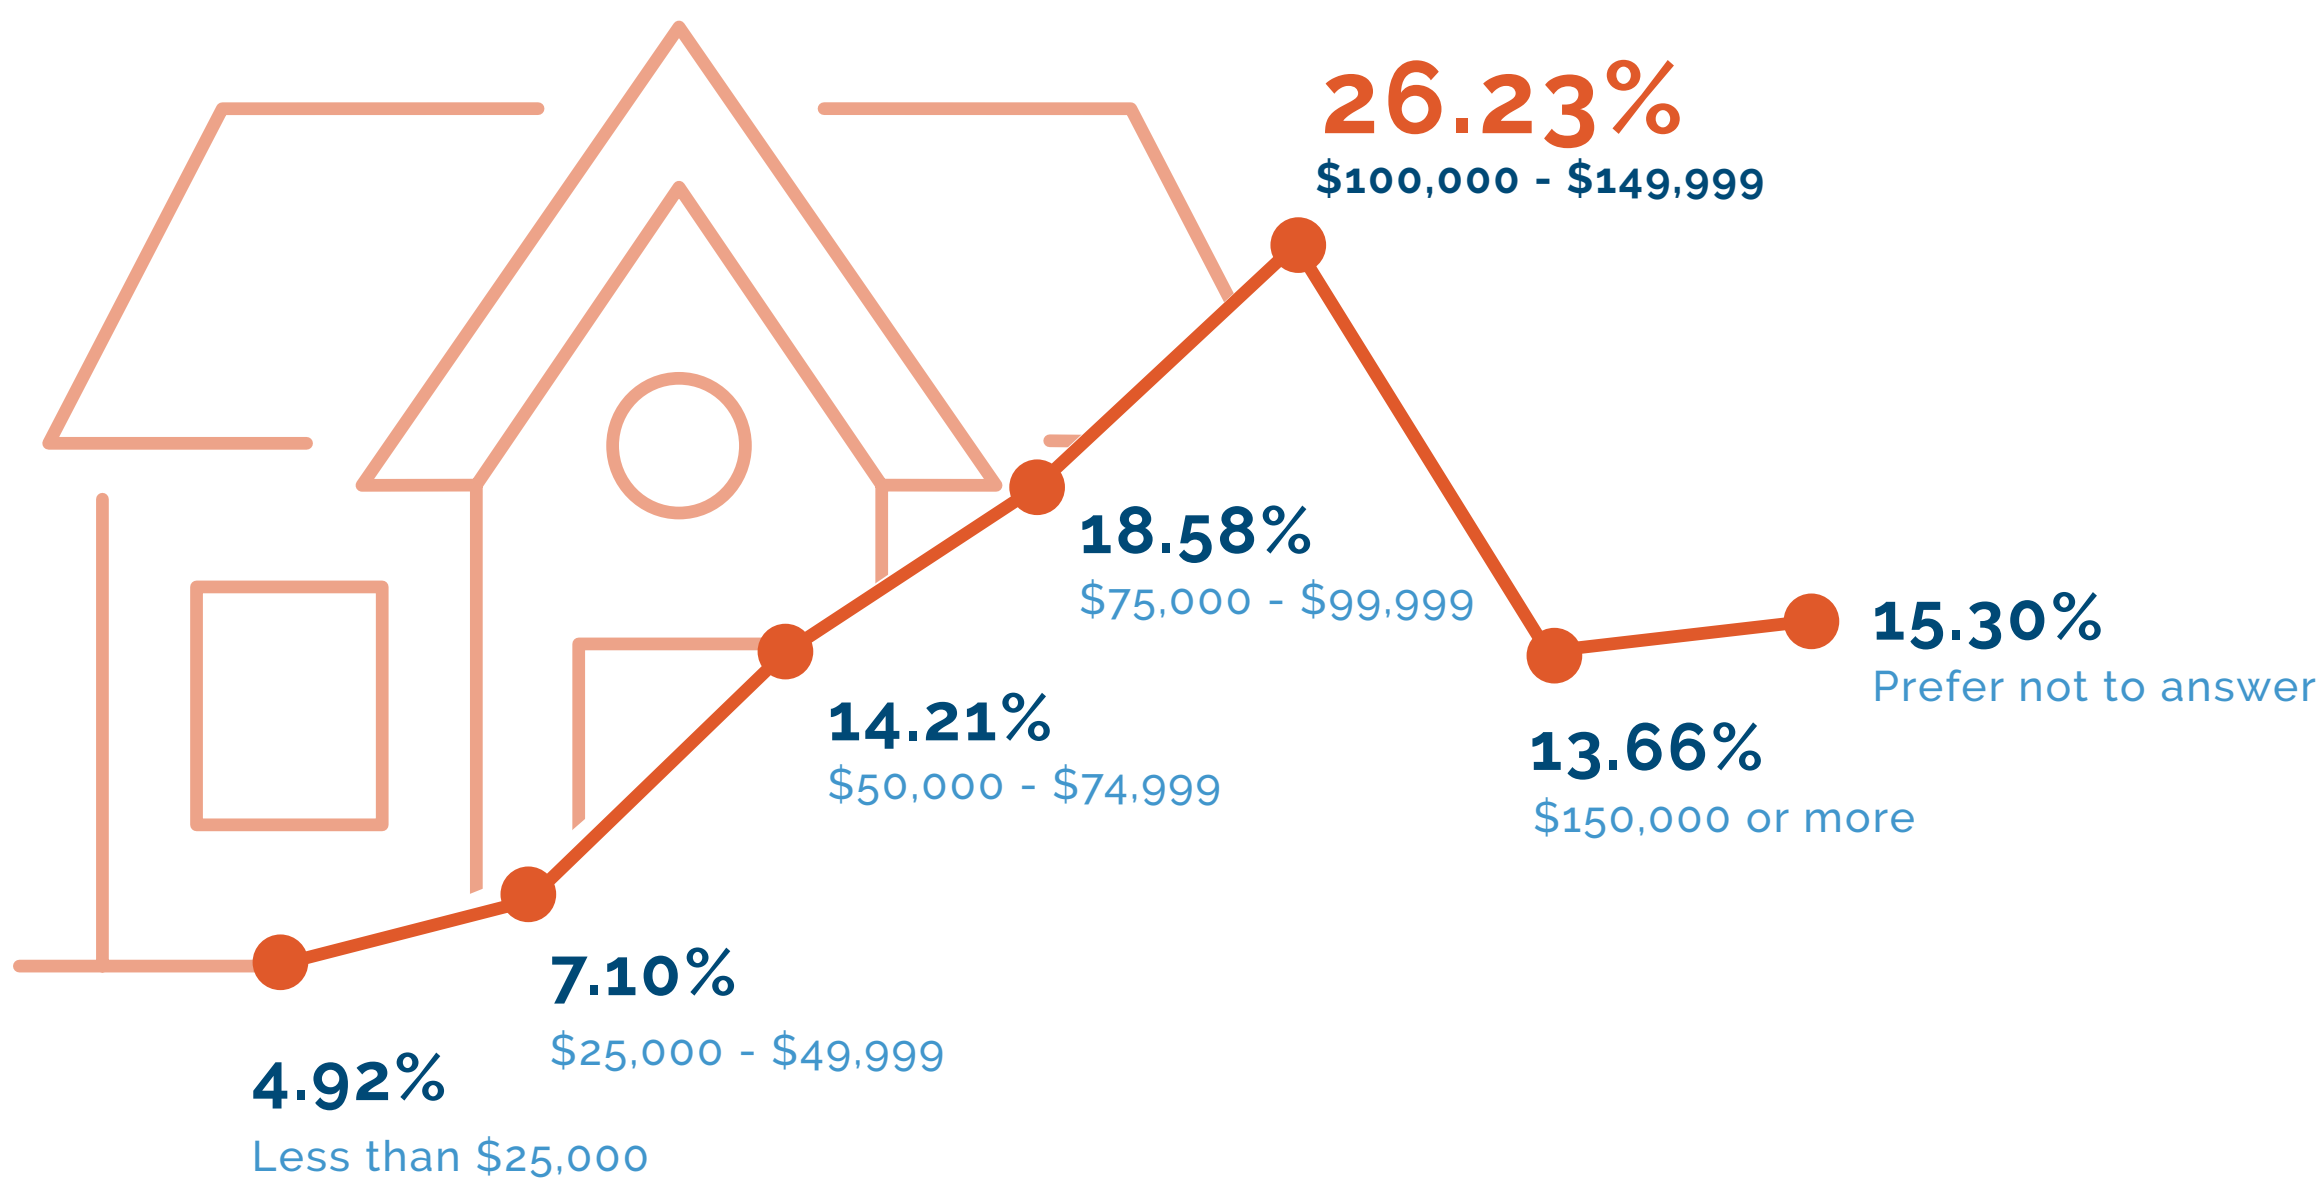 26.23%
$100,000 - $149,999
18.58%
$75,000 - $99,999
15.30%
Prefer not to answer
14.21%
$50,000 - $74,999
13.66%
$150,000 or more
7.10%
$25,000 - $49,999
4.92%
Less than $25,000